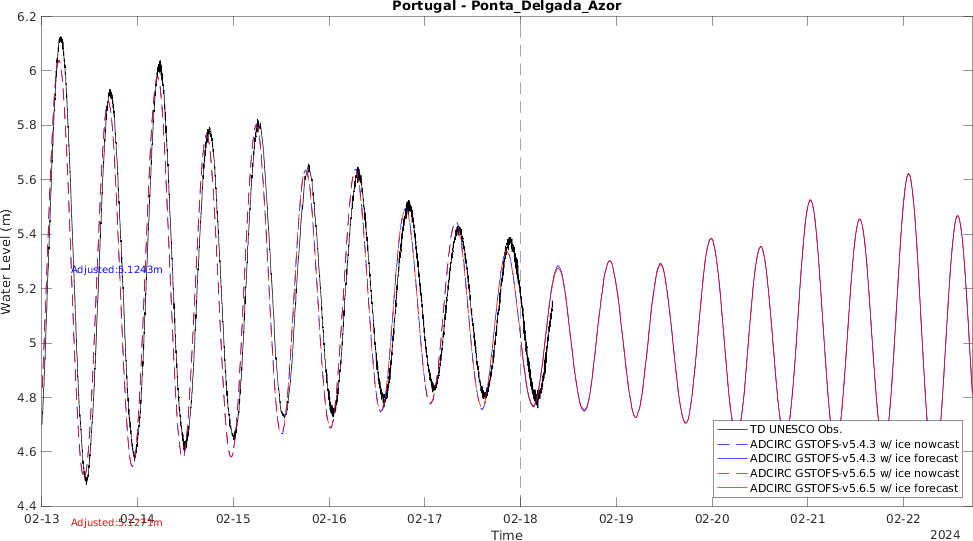 Portugal - Ponta_Delgada_Azor
6.2
6
5.8
5.6
5.4
5.2
5
4.8
4.6
4.4
Water Level (m)
Adjusted:5.1243m
Adjusted:5.1271m
TD UNESCO Obs.
ADCIRC GSTOFS-v5.4.3 w/ ice nowcast
ADCIRC GSTOFS-v5.4.3 w/ ice forecast
ADCIRC GSTOFS-v5.6.5 w/ ice nowcast
ADCIRC GSTOFS-v5.6.5 w/ ice forecast
02-13 02-14 02-15 02-16 02-17 02-18 02-19 02-20 02-21 02-22
Time
2024